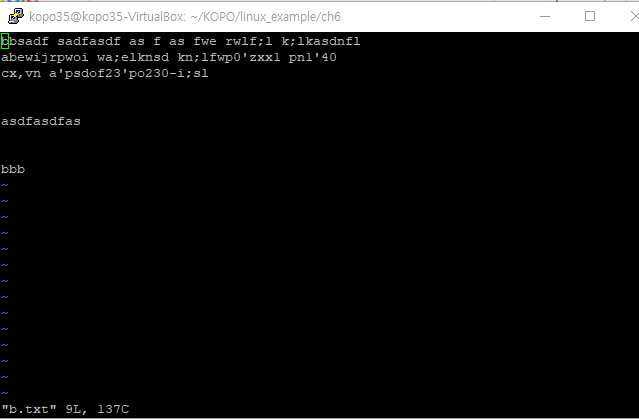 kopo35@kopo35-VirtualBox: ~/KOPO/linux_example/ch6
bbsadf sadfasdf as f as fwe rwlf;l k;lkasdnfl
abewijrpwoi wa;elknsd kn;lfwp0'zxxl pnl'40
cx,vn a'psdof23'po230-i;sl
asdfasdfas
bbb
~
~
~
~
~
~
~
~
~
~
~
~
~
~
"b.txt" 9L, 137C